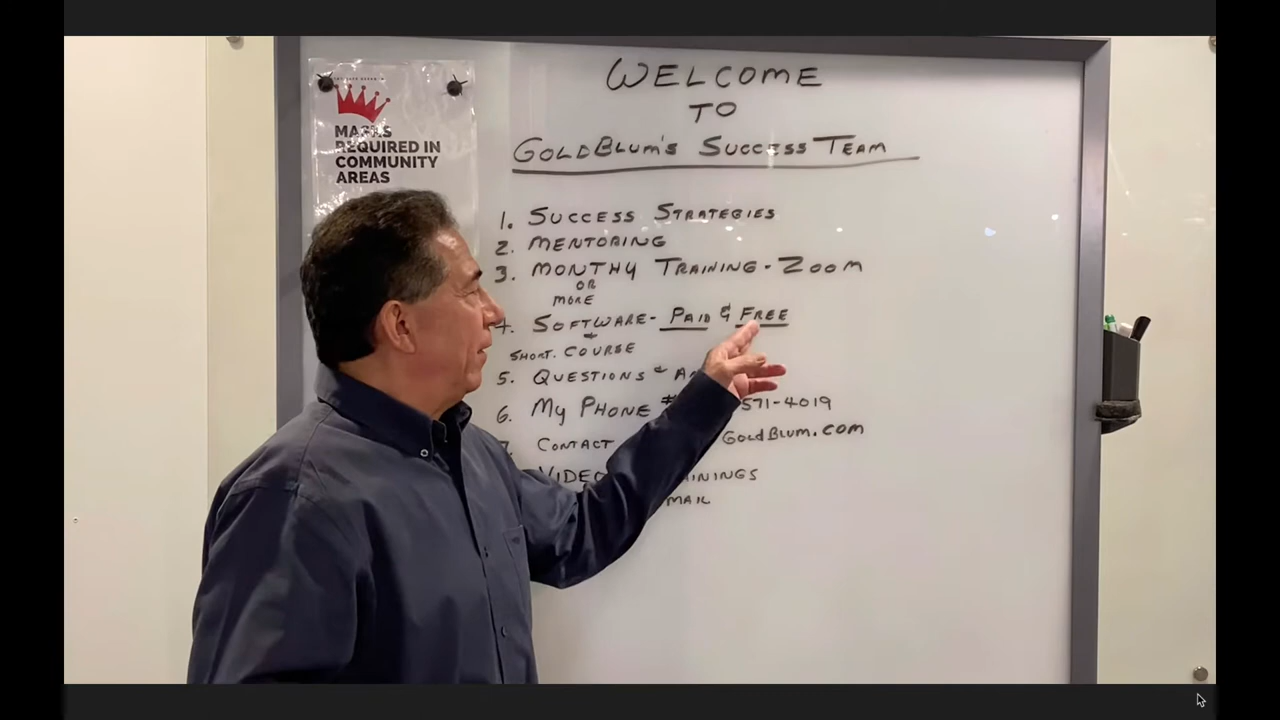 MASKS
REQUIRED IN
COMMUNITY
AREAS
WELCOME
TO
GOLDBLUM'S SUCCESS TEAM
1. SUCCESS STRATEGIES
2. MENTORING
3. MONTHY TRAINING - ZOOM
OR
MORE
4. SOFTWARE - PAID & FREE
&
SHORT. COURSE
5. QUESTIONS &
6. MY PHONE # 571-4019
7. CONTACT GOLDBLUM.COM
VIDEO
MAIL